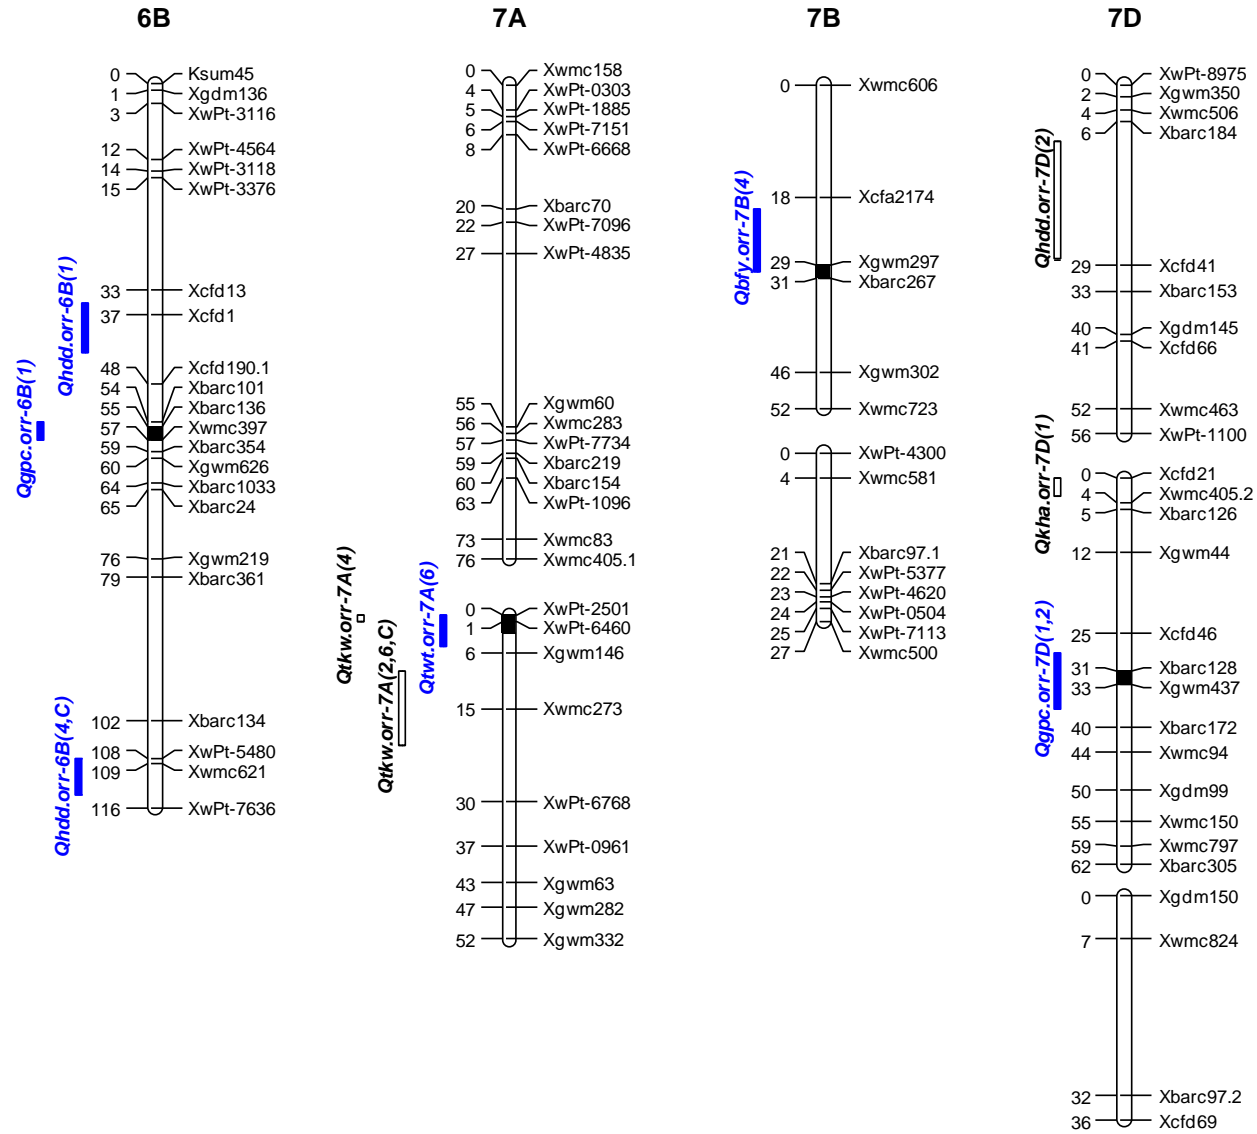 6B
7A
7B
7D
0 Ksum45
1 Xgdm136
3 XwPt-3116
12 XwPt-4564
14 XwPt-3118
15 XwPt-3376
33 Xcfd13
37 Xcfd1
48 Xcfd190.1
54 Xbarc101
55 Xbarc136
57 Xwmc397
59 Xbarc354
60 Xgwm626
64 Xbarc1033
65 Xbarc24
76 Xgwm219
79 Xbarc361
102 Xbarc134
108 XwPt-5480
109 Xwmc621
116 XwPt-7636
Qhdd.orr-6B(1)
Qgpc.orr-6B(1)
Qhdd.orr-6B(4,C)
0 Xwmc158
4 XwPt-0303
5 XwPt-1885
6 XwPt-7151
8 XwPt-6668
20 Xbarc70
22 XwPt-7096
27 XwPt-4835
55 Xgwm60
56 Xwmc283
57 XwPt-7734
59 Xbarc219
60 Xbarc154
63 XwPt-1096
73 Xwmc83
76 Xwmc405.1
0 XwPt-2501
1 XwPt-6460
6 Xgwm146
15 Xwmc273
30 XwPt-6768
37 XwPt-0961
43 Xgwm63
47 Xgwm282
52 Xgwm332
Qtkw.orr-7A(4)
Qtkw.orr-7A(2,6,C)
Qtwt.orr-7A(6)
0 Xwmc606
18 Xcfa2174
29 Xgwm297
31 Xbarc267
46 Xgwm302
52 Xwmc723
0 XwPt-4300
4 Xwmc581
21 Xbarc97.1
22 XwPt-5377
23 XwPt-4620
24 XwPt-0504
25 XwPt-7113
27 Xwmc500
Qbfy.orr-7B(4)
0 XwPt-8975
2 Xgwm350
4 Xwmc506
6 Xbarc184
29 Xcfd41
33 Xbarc153
40 Xgdm145
41 Xcfd66
52 Xwmc463
56 XwPt-1100
0 Xcfd21
4 Xwmc405.2
5 Xbarc126
12 Xgwm44
25 Xcfd46
31 Xbarc128
33 Xgwm437
40 Xbarc172
44 Xwmc94
50 Xgdm99
55 Xwmc150
59 Xwmc797
62 Xbarc305
0 Xgdm150
7 Xwmc824
32 Xbarc97.2
36 Xcfd69
Qhdd.orr-7D(2)
Qkha.orr-7D(1)
Qgpc.orr-7D(1,2)